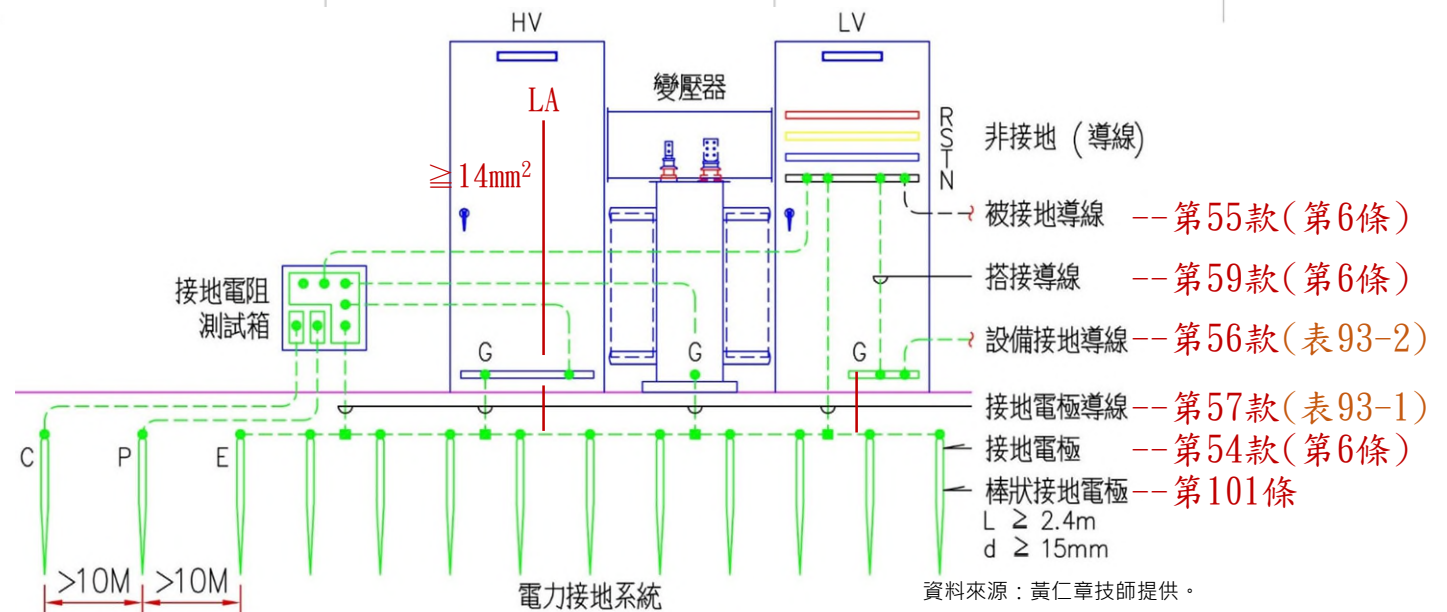 HV
LV
LA
變壓器
≧14mm²
R
S
T
N
非接地(導線)
被接地導線 --第55款(第6條)
搭接導線 --第59款(第6條)
接地電阻
測試箱
設備接地導線--第56款(表93-2)
G
G
G
接地電極導線--第57款(表93-1)
C
P
E
接地電極 --第54款(第6條)
棒狀接地電極--第101條
L ≧ 2.4m
d ≧ 15mm
>10M
>10M
電力接地系統
資料來源：黃仁章技師提供。